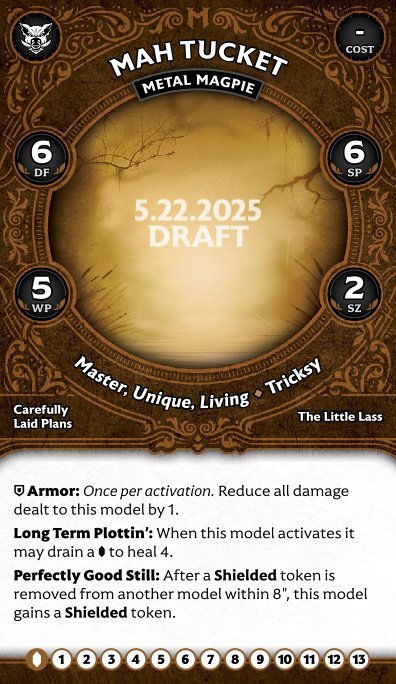 MAH TUCKET
METAL MAGPIE
-
COST
6
DF
6
SP
5.22.2025
DRAFT
5
WP
2
SZ
Master, Unique, Living ◆ Tricksy
Carefully
Laid Plans
The Little Lass
Armor: Once per activation. Reduce all damage
dealt to this model by 1.
Long Term Plottin’: When this model activates it
may drain a to heal 4.
Perfectly Good Still: After a Shielded token is
removed from another model within 8", this model
gains a Shielded token.
1 2 3 4 5 6 7 8 9 10 11 12 13